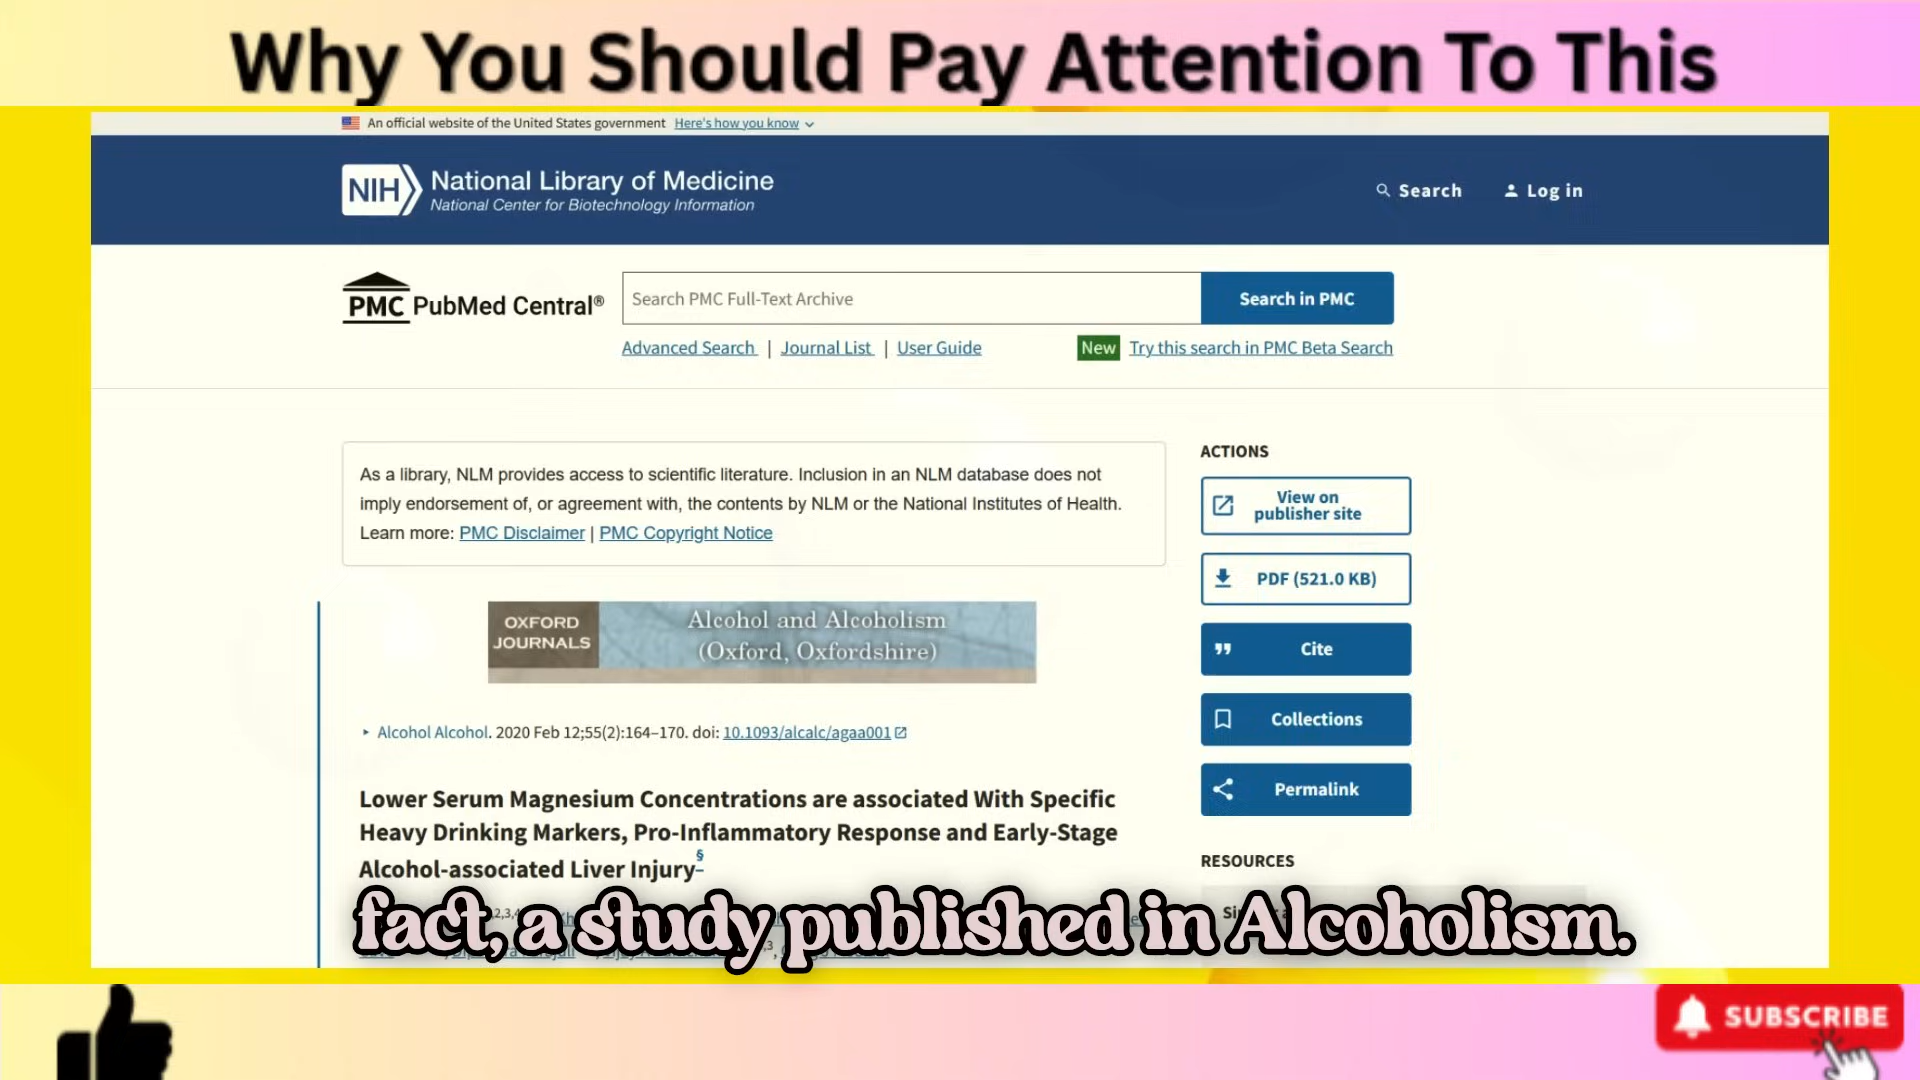 Why You Should Pay Attention To This
An official website of the United States government Here's how you know
NIH National Library of Medicine
National Center for Biotechnology Information
Search Log in
PMC PubMed Central®
Search PMC Full-Text Archive
Search in PMC
Advanced Search | Journal List | User Guide
New Try this search in PMC Beta Search
As a library, NLM provides access to scientific literature. Inclusion in an NLM database does not
imply endorsement of, or agreement with, the contents by NLM or the National Institutes of Health.
Learn more: PMC Disclaimer | PMC Copyright Notice
ACTIONS
View on
publisher site
PDF (521.0 KB)
Cite
Collections
Permalink
RESOURCES
OXFORD
JOURNALS
Alcohol and Alcoholism
(Oxford, Oxfordshire)
Alcohol Alcohol. 2020 Feb 12;55(2):164–170. doi: 10.1093/alcalc/agaa001
Lower Serum Magnesium Concentrations are associated With Specific
Heavy Drinking Markers, Pro-Inflammatory Response and Early-Stage
Alcohol-associated Liver Injury§
fact, a study published in Alcoholism.
SUBSCRIBE